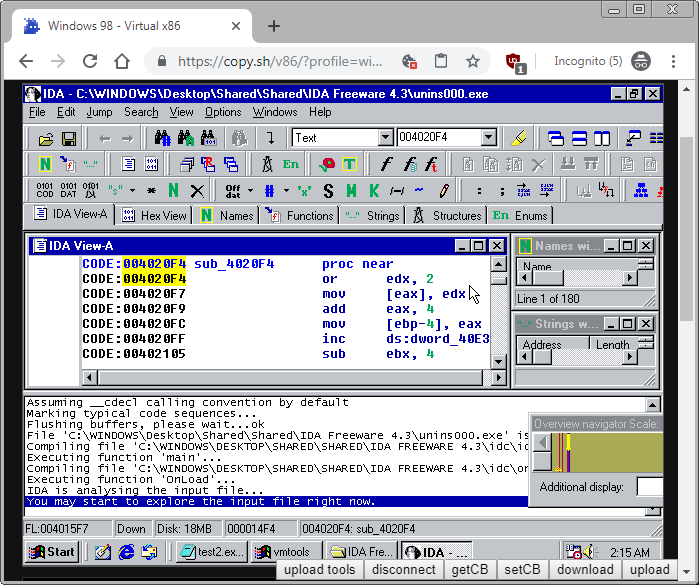 Windows 98 - Virtual x86
https://copy.sh/v86/?profile=wi...
1
Incognito (5)
IDA - C:\WINDOWS\Desktop\Shared\Shared\IDA Freeware 4.3\unins000.exe
File Edit Jump Search View Options Windows Help
Text 004020F4
N En T f f f
0101 COD 0101 DAT "s" * N X Off dat # 'x' S M K ~ : ;
IDA View-A Hex View N Names Functions Strings Structures En Enums
IDA View-A
CODE:004020F4 sub_4020F4 proc near
CODE:004020F4 or edx, 2
CODE:004020F7 mov [eax], edx
CODE:004020F9 add eax, 4
CODE:004020FC mov [ebp-4], eax
CODE:004020FF inc ds:dword_40E3
CODE:00402105 sub ebx, 4
N Names wi...
Name
Line 1 of 180
Strings w...
Address Length
Assuming __cdecl calling convention by default
Marking typical code sequences...
Flushing buffers, please wait...ok
File 'C:\WINDOWS\Desktop\Shared\Shared\IDA Freeware 4.3\unins000.exe' is
Compiling file 'C:\WINDOWS\DESKTOP\SHARED\SHARED\IDA FREEWARE 4.3\idc\id
Executing function 'main'...
Compiling file 'C:\WINDOWS\DESKTOP\SHARED\SHARED\IDA FREEWARE 4.3\idc\on
Executing function 'OnLoad'...
IDA is analysing the input file...
You may start to explore the input file right now.
Overview navigator Scale:
Additional display:
FL:004015F7 Down Disk: 18MB 000014F4 004020F4: sub_4020F4
Start test2.ex... vmtools IDA Fre... IDA - ... 2:15 AM
upload tools disconnect getCB setCB download upload